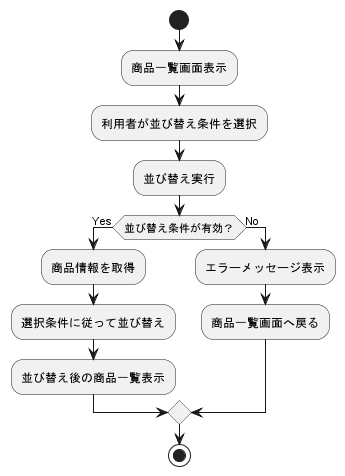 商品一覧画面表示
利用者が並び替え条件を選択
並び替え実行
並び替え条件が有効？
Yes
No
商品情報を取得
選択条件に従って並び替え
並び替え後の商品一覧表示
エラーメッセージ表示
商品一覧画面へ戻る